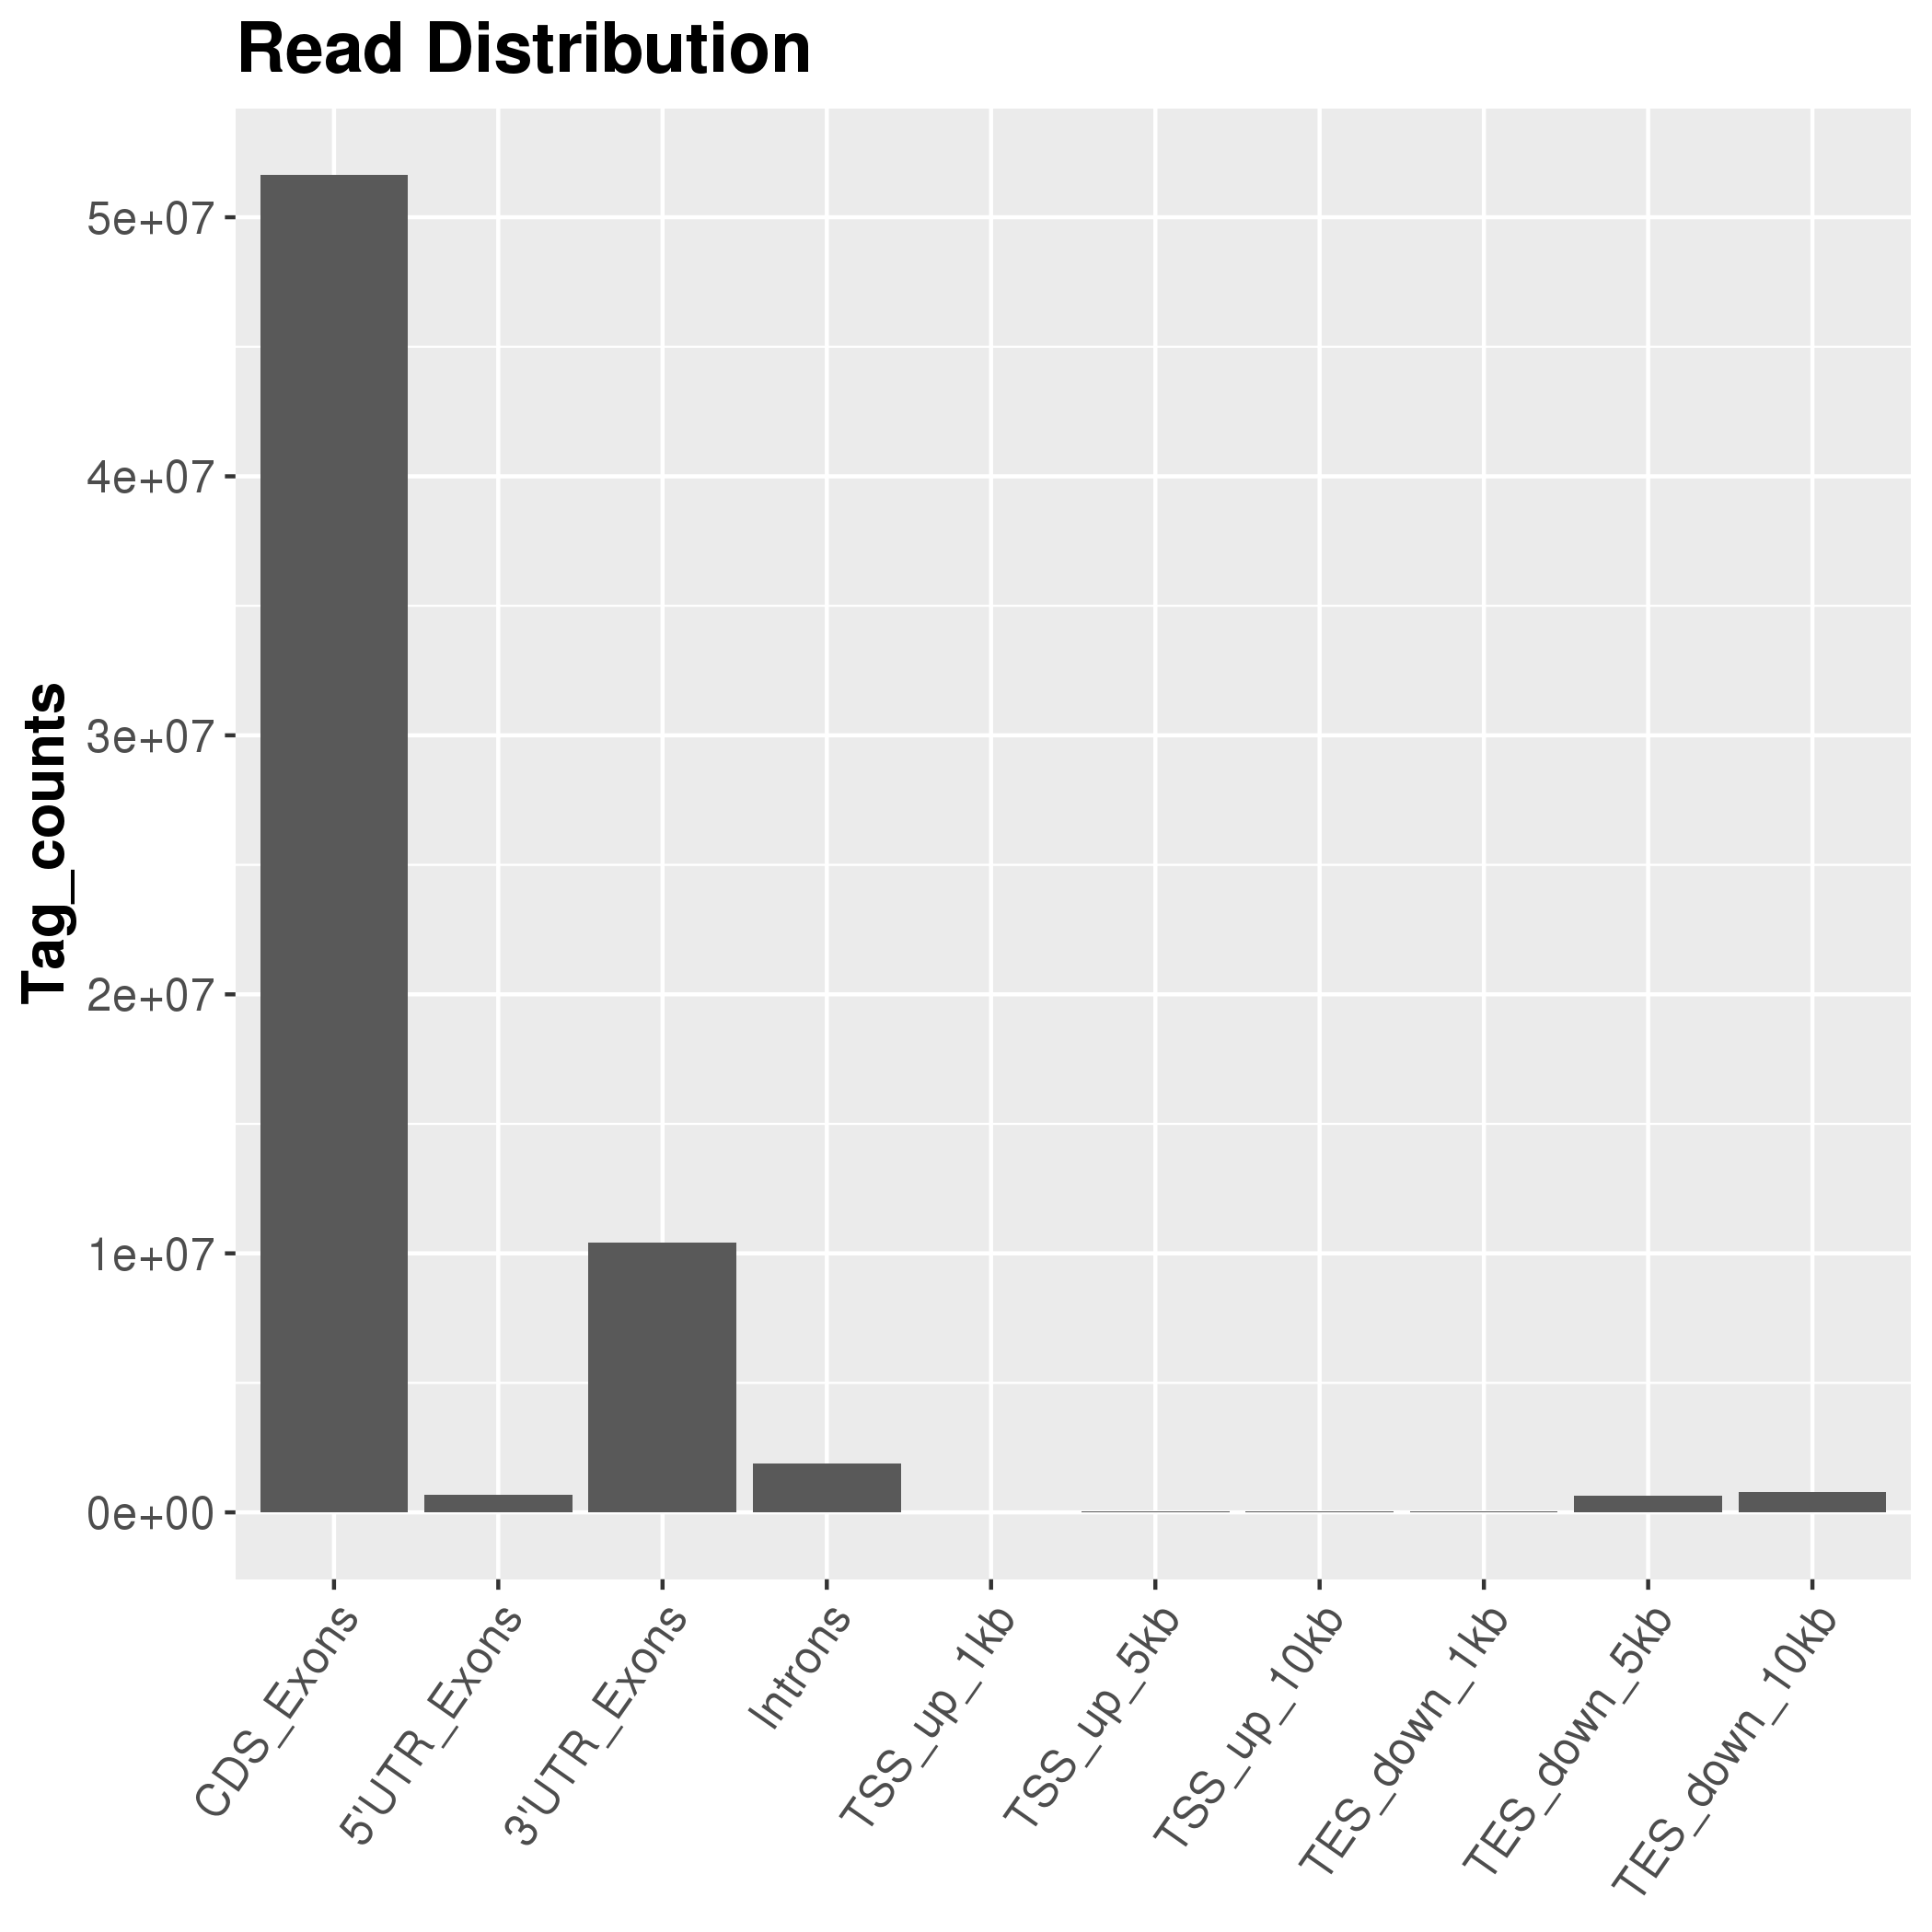 Read Distribution
Tag_counts
5e+07
4e+07
3e+07
2e+07
1e+07
0e+00
CDS_Exons
5'UTR_Exons
3'UTR_Exons
Introns
TSS_up_1kb
TSS_up_5kb
TSS_up_10kb
TES_down_1kb
TES_down_5kb
TES_down_10kb